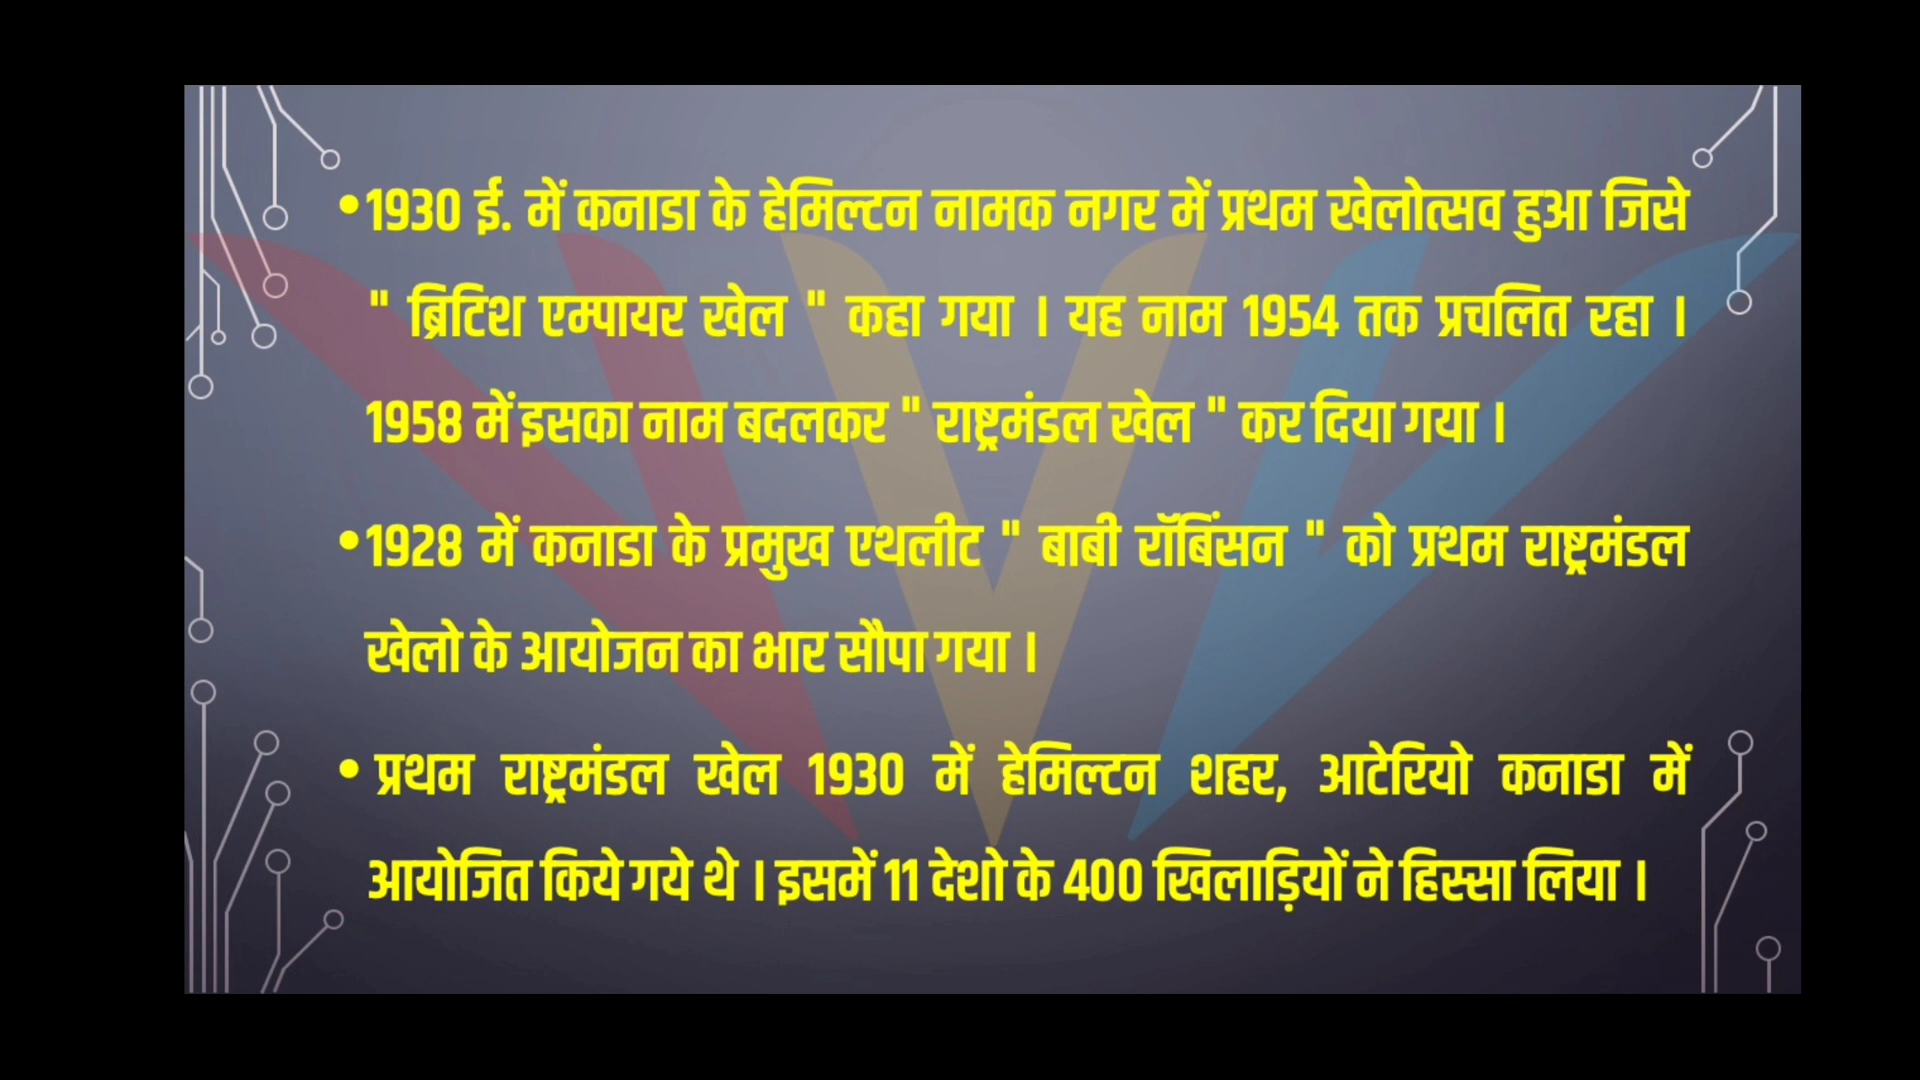 •1930 ई. में कनाडा के हेमिल्टन नामक नगर में प्रथम खेलोत्सव हुआ जिसे
" ब्रिटिश एम्पायर खेल " कहा गया । यह नाम 1954 तक प्रचलित रहा ।
1958 में इसका नाम बदलकर " राष्ट्रमंडल खेल " कर दिया गया ।
•1928 में कनाडा के प्रमुख एथलीट " बाबी रॉबिंसन " को प्रथम राष्ट्रमंडल
खेलो के आयोजन का भार सौपा गया ।
• प्रथम राष्ट्रमंडल खेल 1930 में हेमिल्टन शहर, आटेरियो कनाडा में
आयोजित किये गये थे । इसमें 11 देशो के 400 खिलाड़ियों ने हिस्सा लिया ।